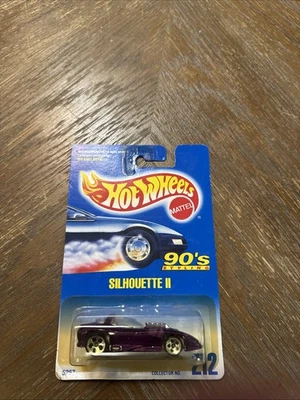 HOT WHEELS
MATTEL
90's
STYLING
SILHOUETTE II
COLLECTOR NO.
212